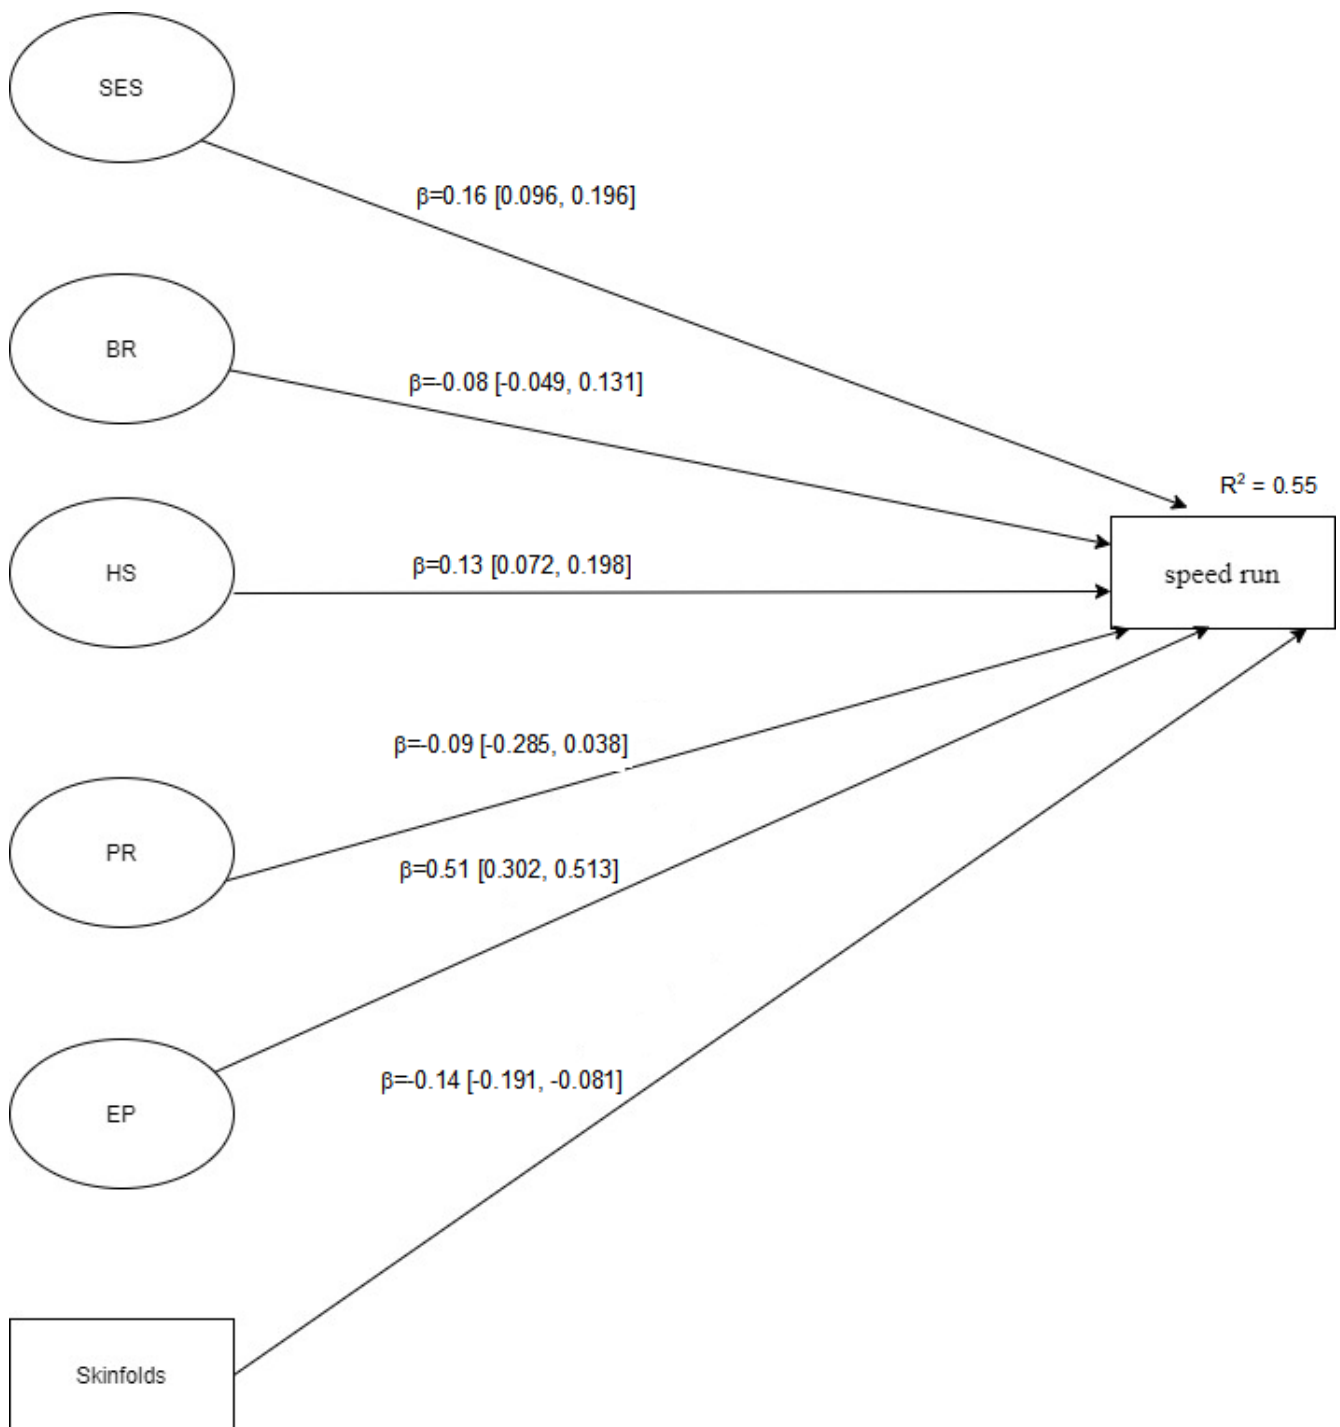 SES
β=0.16 [0.096, 0.196]
BR
β=-0.08 [-0.049, 0.131]
R² = 0.55
HS
β=0.13 [0.072, 0.198]
speed run
β=-0.09 [-0.285, 0.038]
PR
β=0.51 [0.302, 0.513]
β=-0.14 [-0.191, -0.081]
EP
Skinfolds